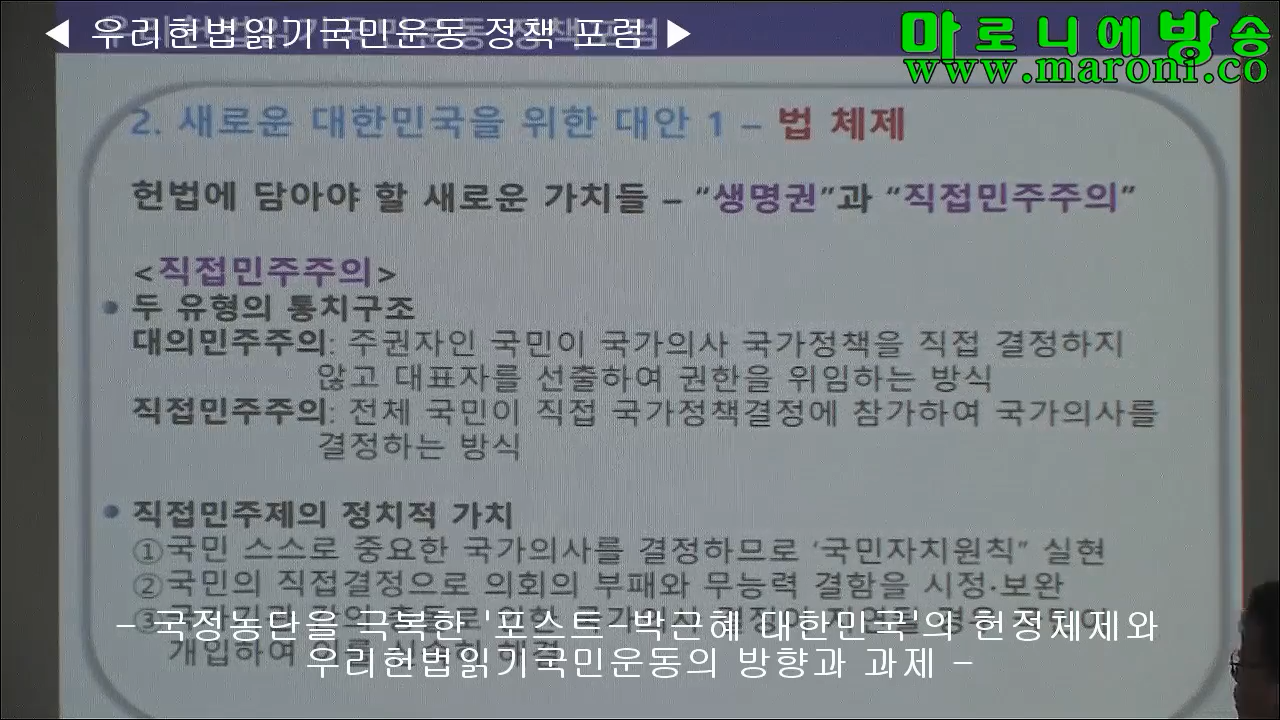 ◀ 우리헌법읽기국민운동 정책 포럼 ▶
마로니에방송
www.maroni.co
2. 새로운 대한민국을 위한 대안 1 – 법 체제
헌법에 담아야 할 새로운 가치들 – “생명권”과 “직접민주주의”
<직접민주주의>
• 두 유형의 통치구조
대의민주주의: 주권자인 국민이 국가의사 국가정책을 직접 결정하지
않고 대표자를 선출하여 권한을 위임하는 방식
직접민주주의: 전체 국민이 직접 국가정책결정에 참가하여 국가의사를
결정하는 방식
• 직접민주제의 정치적 가치
①국민 스스로 중요한 국가의사를 결정하므로 ‘국민자치원칙” 실현
②국민의 직접결정으로 의회의 부패와 무능력 결함을 시정·보완
③
개입하여
- 국정농단을 극복한 '포스트-박근혜 대한민국'의 헌정체제와
우리헌법읽기국민운동의 방향과 과제 -